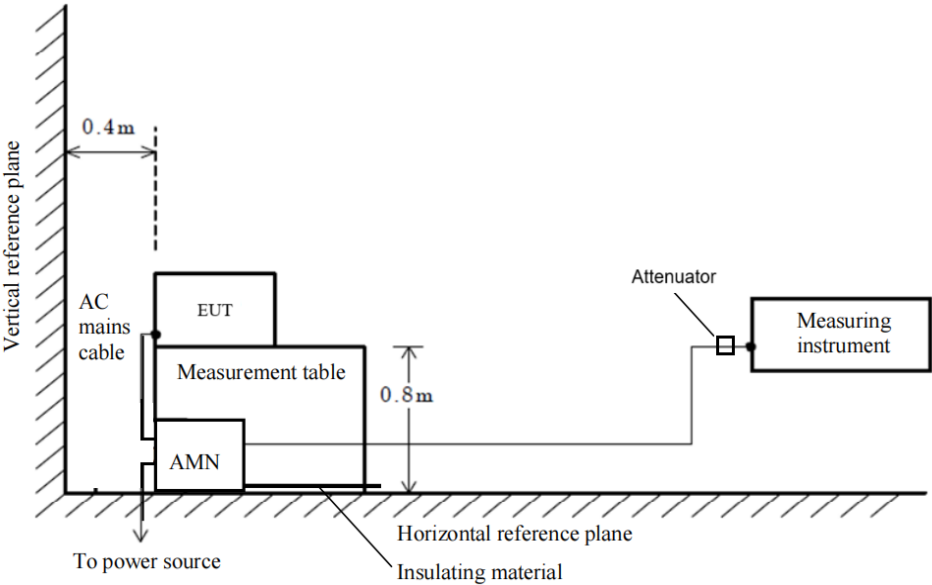 Vertical reference plane
0.4m
AC
mains
cable
EUT
Attenuator
Measuring
instrument
Measurement table
0.8m
AMN
Horizontal reference plane
To power source
Insulating material